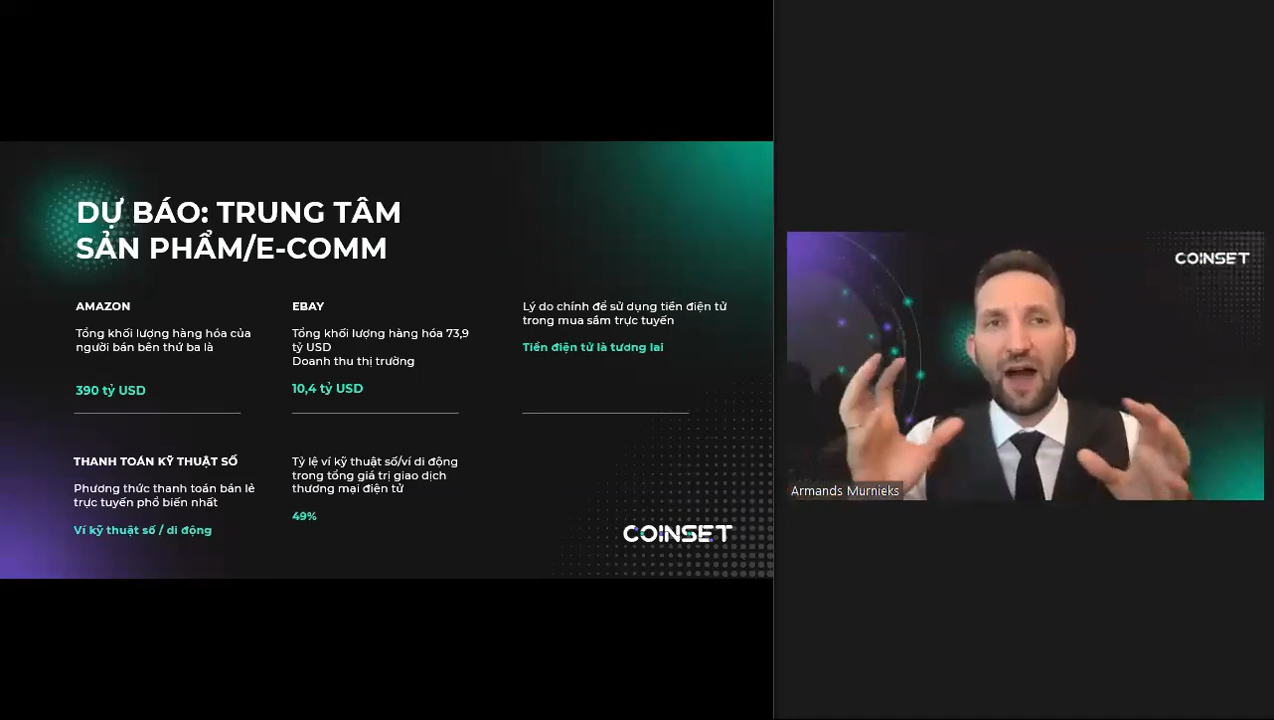 DỰ BÁO: TRUNG TÂM
SẢN PHẨM/E-COMM
AMAZON
Tổng khối lượng hàng hóa của
người bán bên thứ ba là
390 tỷ USD
EBAY
Tổng khối lượng hàng hóa 73,9
tỷ USD
Doanh thu thị trường
10,4 tỷ USD
Lý do chính để sử dụng tiền điện tử
trong mua sắm trực tuyến
Tiền điện tử là tương lai
THANH TOÁN KỸ THUẬT SỐ
Phương thức thanh toán bán lẻ
trực tuyến phổ biến nhất
Ví kỹ thuật số / di động
Tỷ lệ ví kỹ thuật số/ví di động
trong tổng giá trị giao dịch
thương mại điện tử
49%
COINSET
COINSET
Armands Murnieks